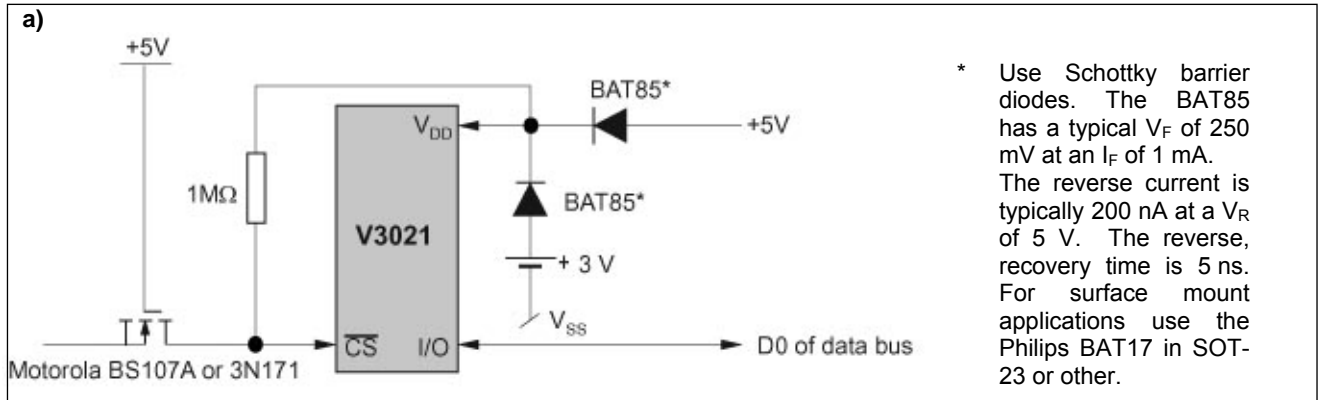 a)
+5V
BAT85*
V_DD
+5V
1MΩ
BAT85*
V3021
+ 3 V
V_SS
CS
I/O
D0 of data bus
Motorola BS107A or 3N171
* Use Schottky barrier
diodes. The BAT85
has a typical V_F of 250
mV at an I_F of 1 mA.
The reverse current is
typically 200 nA at a V_R
of 5 V. The reverse,
recovery time is 5 ns.
For surface mount
applications use the
Philips BAT17 in SOT-
23 or other.